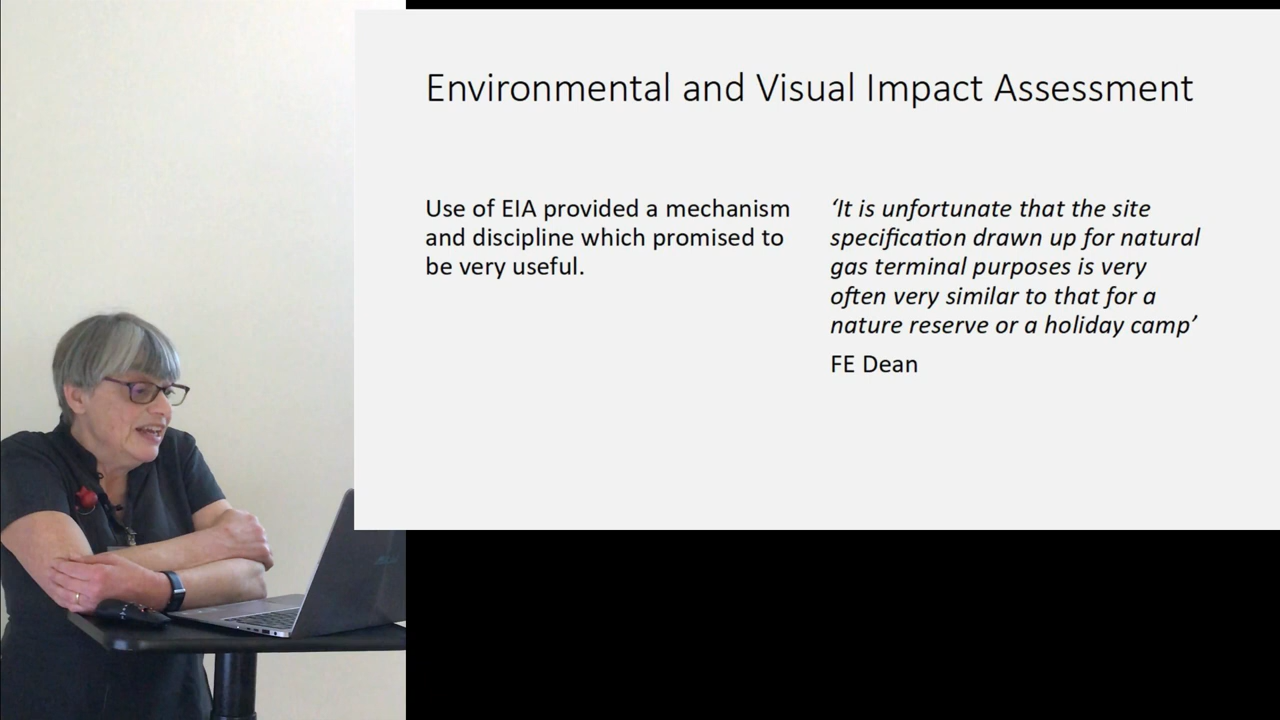 Environmental and Visual Impact Assessment
Use of EIA provided a mechanism
and discipline which promised to
be very useful.
‘It is unfortunate that the site
specification drawn up for natural
gas terminal purposes is very
often very similar to that for a
nature reserve or a holiday camp’
FE Dean